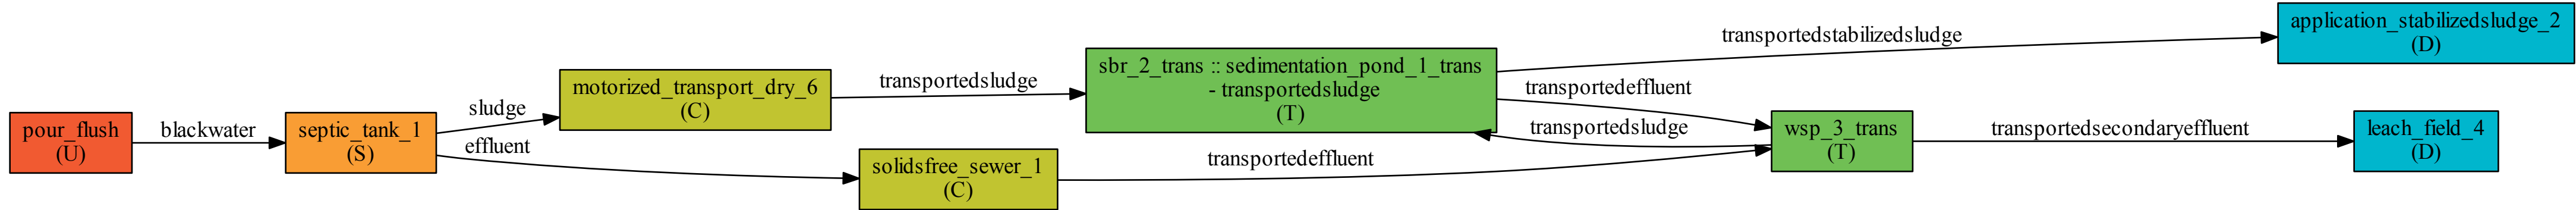 pour_flush
(U)
blackwater
septic_tank_1
(S)
sludge
effluent
motorized_transport_dry_6
(C)
solidsfree_sewer_1
(C)
transportedsludge
transportedeffluent
sbr_2_trans :: sedimentation_pond_1_trans
- transportedsludge
(T)
transportedstabilizedsludge
transportedeffluent
transportedsludge
wsp_3_trans
(T)
transportedsecondaryeffluent
application_stabilizedsludge_2
(D)
leach_field_4
(D)